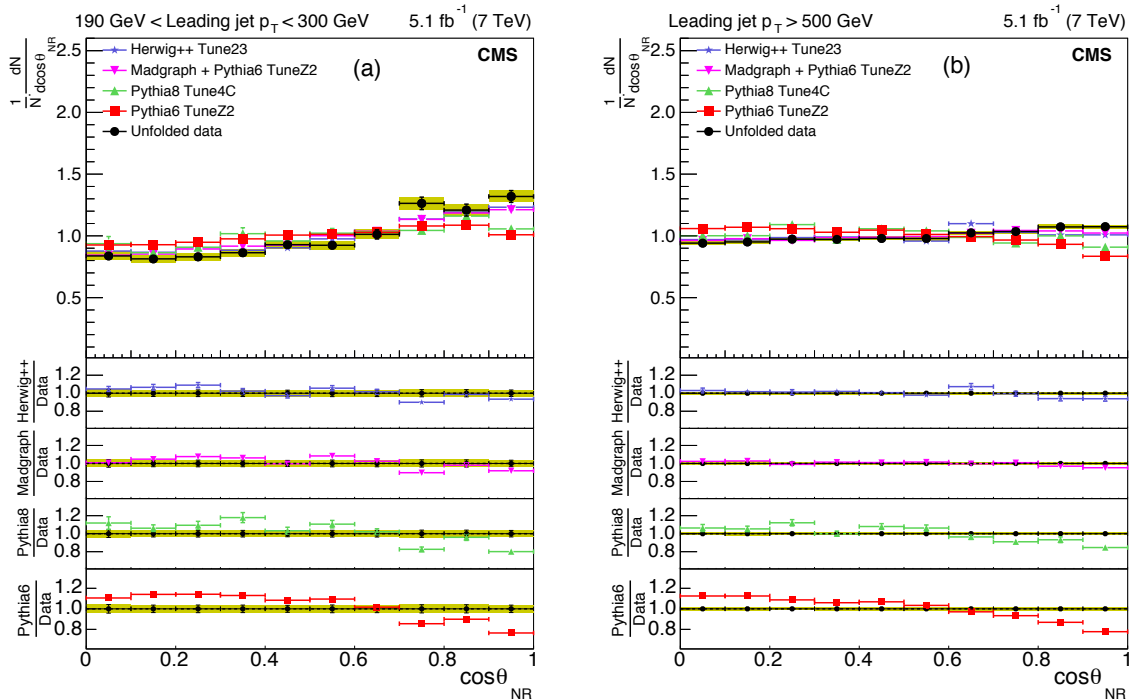 190 GeV < Leading jet p_T < 300 GeV 5.1 fb⁻¹ (7 TeV)
2.5
2.0
1.5
1.0
0.5
1/N · dN/dcosθ_NR
Herwig++ Tune23
Madgraph + Pythia6 TuneZ2
Pythia8 Tune4C
Pythia6 TuneZ2
Unfolded data
(a)
CMS
Herwig++/Data
1.2
1.0
0.8
Madgraph/Data
1.2
1.0
0.8
Pythia8/Data
1.2
1.0
0.8
Pythia6/Data
1.2
1.0
0.8
0 0.2 0.4 0.6 0.8 1
cosθ_NR
Leading jet p_T > 500 GeV 5.1 fb⁻¹ (7 TeV)
2.5
2.0
1.5
1.0
0.5
1/N · dN/dcosθ_NR
Herwig++ Tune23
Madgraph + Pythia6 TuneZ2
Pythia8 Tune4C
Pythia6 TuneZ2
Unfolded data
(b)
CMS
Herwig++/Data
1.2
1.0
0.8
Madgraph/Data
1.2
1.0
0.8
Pythia8/Data
1.2
1.0
0.8
Pythia6/Data
1.2
1.0
0.8
0 0.2 0.4 0.6 0.8 1
cosθ_NR